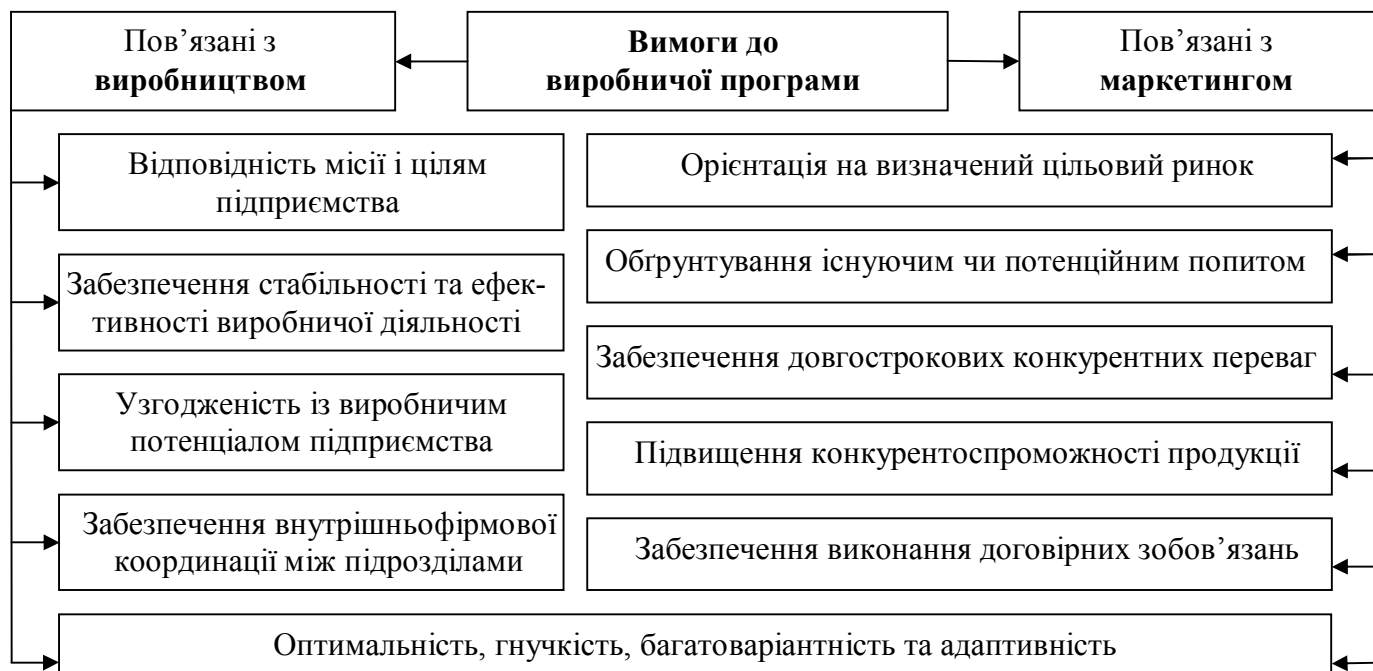 Пов’язані з
виробництвом
Вимоги до
виробничої програми
Пов’язані з
маркетингом
Відповідність місії і цілям
підприємства
Забезпечення стабільності та ефек-
тивності виробничої діяльності
Узгодженість із виробничим
потенціалом підприємства
Забезпечення внутрішньофірмової
координації між підрозділами
Орієнтація на визначений цільовий ринок
Обґрунтування існуючим чи потенційним попитом
Забезпечення довгострокових конкурентних переваг
Підвищення конкурентоспроможності продукції
Забезпечення виконання договірних зобов’язань
Оптимальність, гнучкість, багатоваріантність та адаптивність